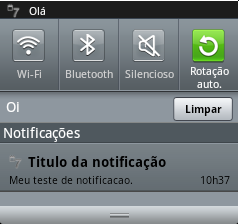 Olá
Wi-Fi Bluetooth Silencioso Rotação auto.
Oi Limpar
Notificações
Titulo da notificação
Meu teste de notificacao. 10h37